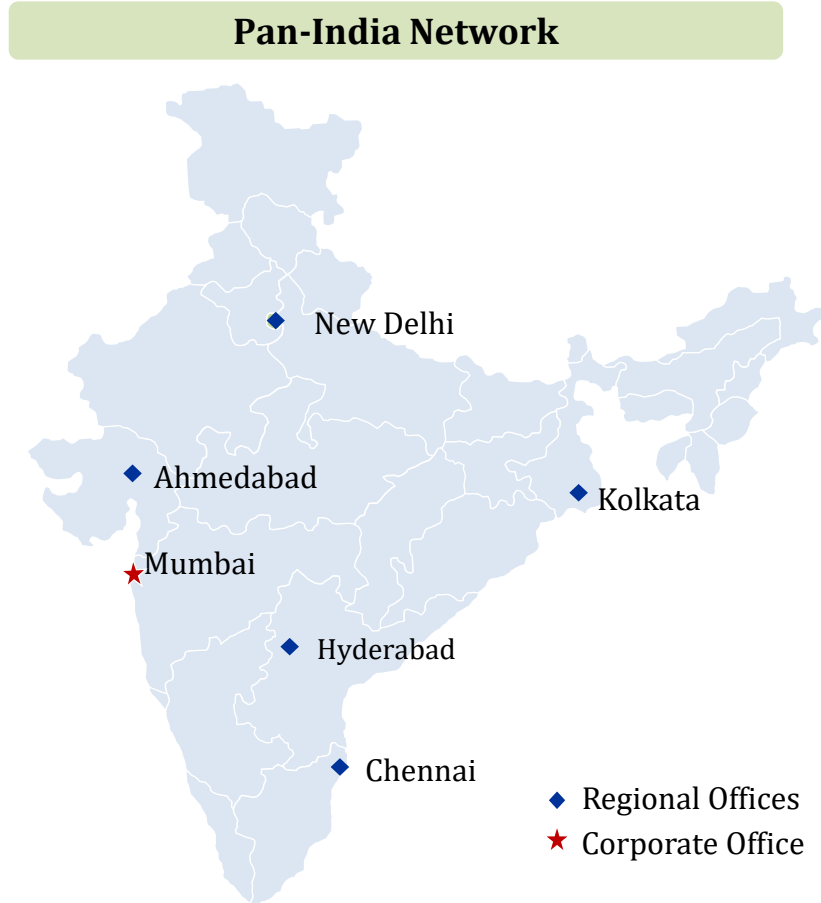 Pan-India Network
New Delhi
Ahmedabad
Kolkata
Mumbai
Hyderabad
Chennai
Regional Offices
Corporate Office